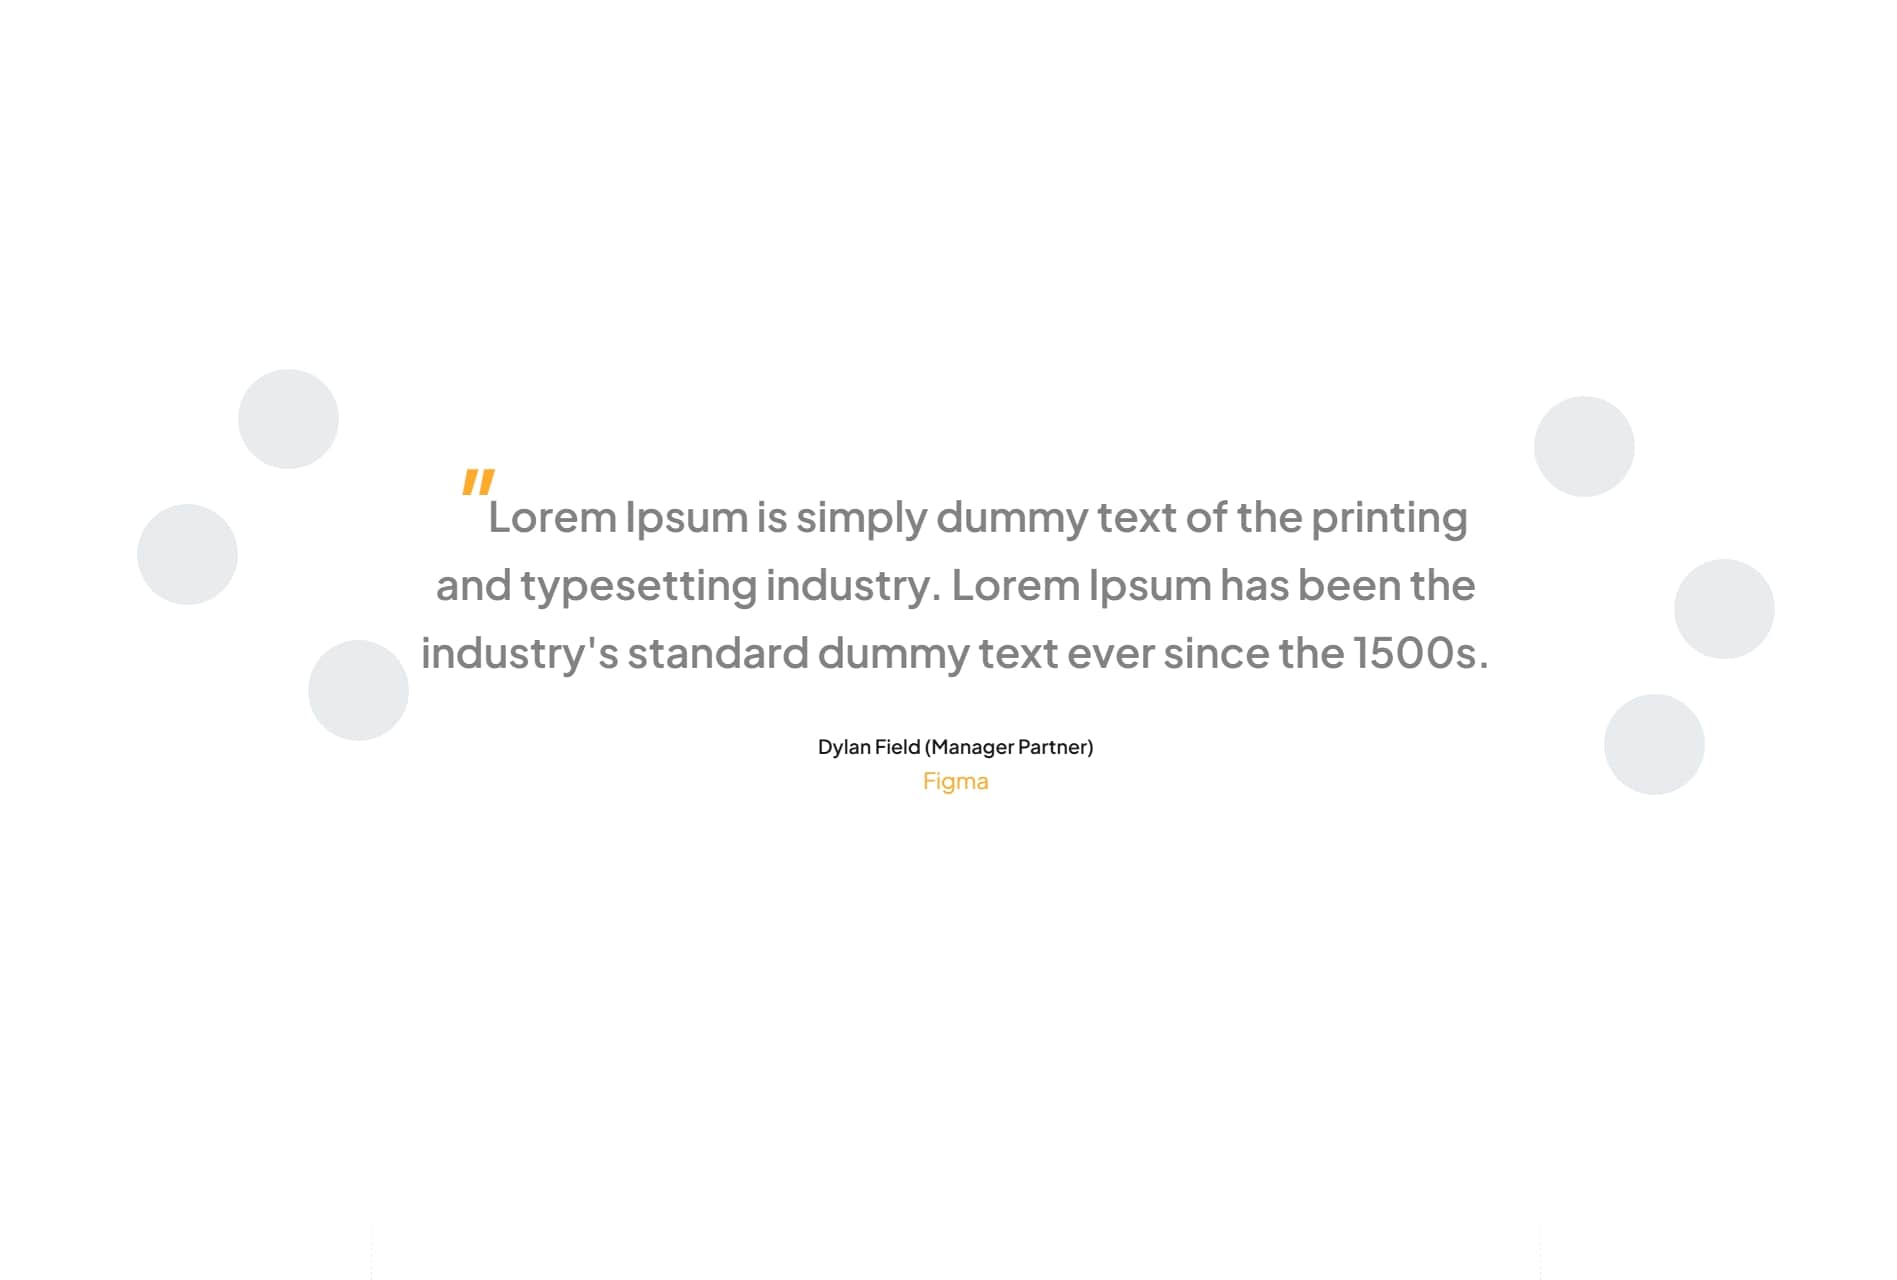 "Lorem Ipsum is simply dummy text of the printing
and typesetting industry. Lorem Ipsum has been the
industry's standard dummy text ever since the 1500s.
Dylan Field (Manager Partner)
Figma